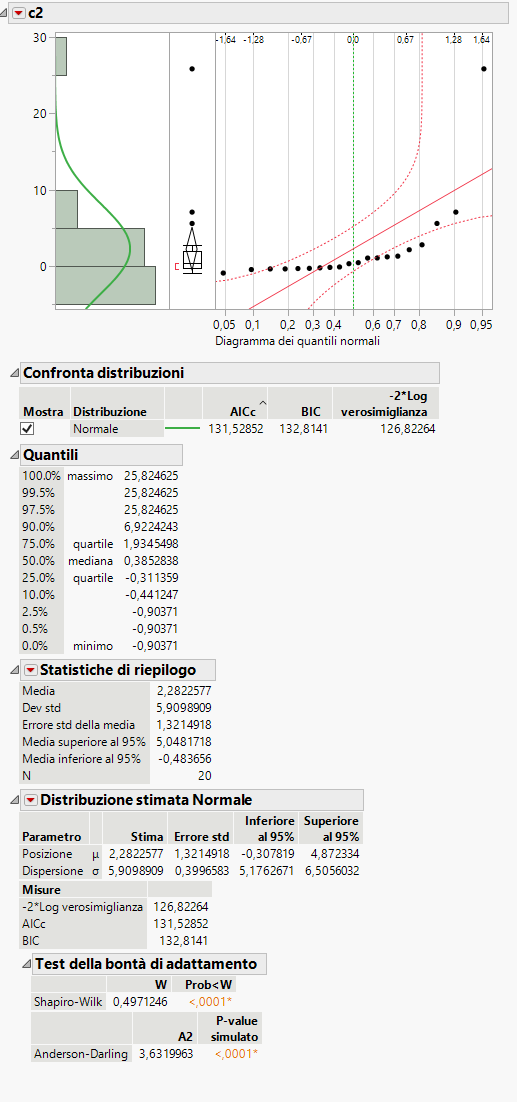 c2
30
20
10
0
-1,64 -1,28 -0,67 0,0 0,67 1,28 1,64
0,05 0,1 0,2 0,3 0,4 0,6 0,7 0,8 0,9 0,95
Diagramma dei quantili normali
Confronta distribuzioni
-2*Log
Mostra Distribuzione AICc BIC verosimiglianza
Normale 131,52852 132,8141 126,82264
Quantili
100.0% massimo 25,824625
99.5% 25,824625
97.5% 25,824625
90.0% 6,9224243
75.0% quartile 1,9345498
50.0% mediana 0,3852838
25.0% quartile -0,311359
10.0% -0,441247
2.5% -0,90371
0.5% -0,90371
0.0% minimo -0,90371
Statistiche di riepilogo
Media 2,2822577
Dev std 5,9098909
Errore std della media 1,3214918
Media superiore al 95% 5,0481718
Media inferiore al 95% -0,483656
N 20
Distribuzione stimata Normale
Inferiore Superiore
Parametro Stima Errore std al 95% al 95%
Posizione μ 2,2822577 1,3214918 -0,307819 4,872334
Dispersione σ 5,9098909 0,3996583 5,1762671 6,5056032
Misure
-2*Log verosimiglianza 126,82264
AICc 131,52852
BIC 132,8141
Test della bontà di adattamento
W Prob<W
Shapiro-Wilk 0,4971246 <,0001*
P-value
A2 simulato
Anderson-Darling 3,6319963 <,0001*